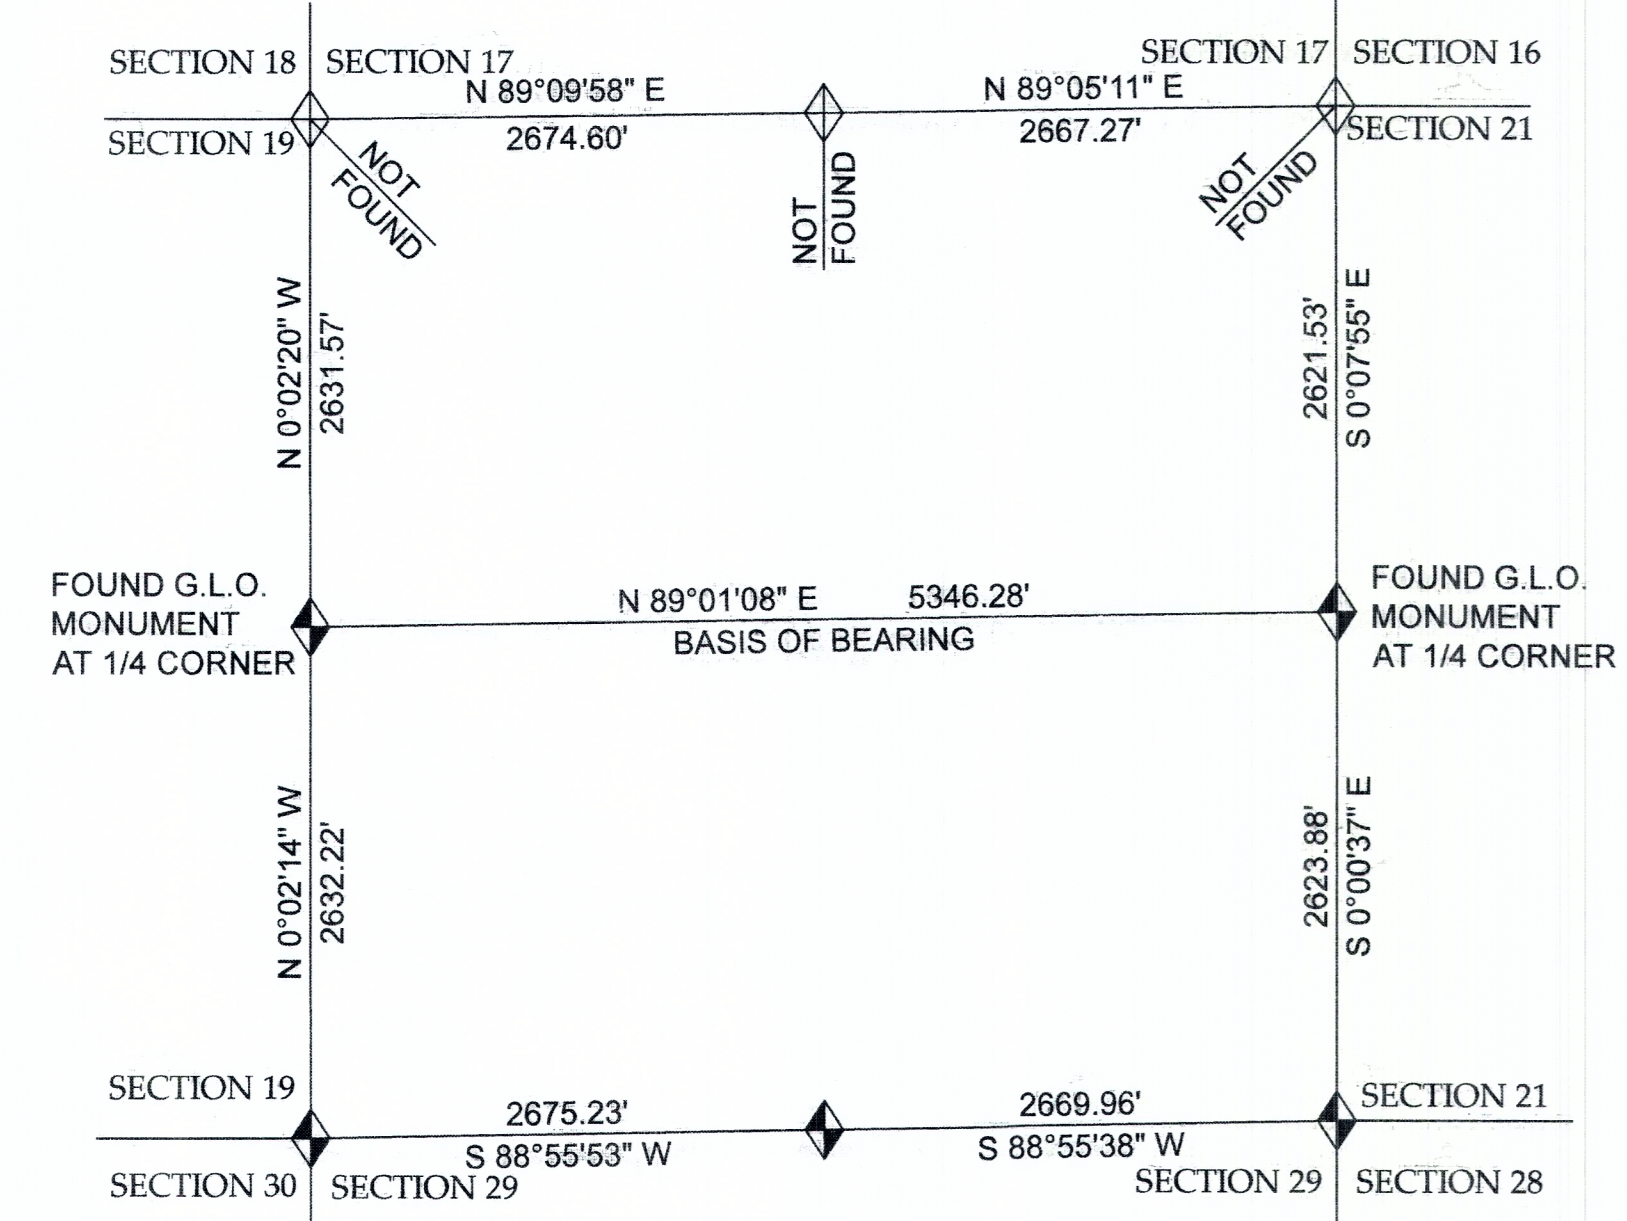 SECTION 18
SECTION 17
SECTION 17
SECTION 16
N 89°09'58" E
N 89°05'11" E
SECTION 19
2674.60'
2667.27'
SECTION 21
NOT
FOUND
NOT
FOUND
NOT
FOUND
N 0°02'20" W
2631.57'
2621.53'
S 0°07'55" E
FOUND G.L.O.
MONUMENT
AT 1/4 CORNER
N 89°01'08" E 5346.28'
BASIS OF BEARING
FOUND G.L.O.
MONUMENT
AT 1/4 CORNER
N 0°02'14" W
2632.22'
2623.88'
S 0°00'37" E
SECTION 19
2675.23'
2669.96'
SECTION 21
S 88°55'53" W
S 88°55'38" W
SECTION 30
SECTION 29
SECTION 29
SECTION 28